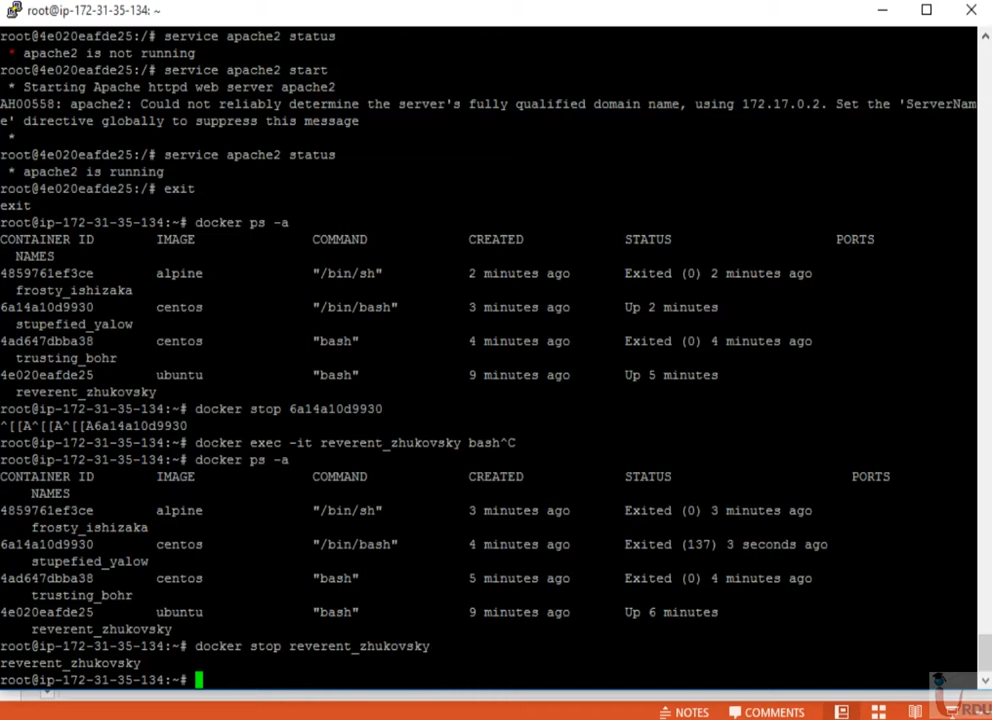 root@ip-172-31-35-134: ~
root@4e020eafde25:/# service apache2 status
* apache2 is not running
root@4e020eafde25:/# service apache2 start
* Starting Apache httpd web server apache2
AH00558: apache2: Could not reliably determine the server's fully qualified domain name, using 172.17.0.2. Set the 'ServerNam
e' directive globally to suppress this message
*
root@4e020eafde25:/# service apache2 status
* apache2 is running
root@4e020eafde25:/# exit
exit
root@ip-172-31-35-134:~# docker ps -a
CONTAINER ID IMAGE COMMAND CREATED STATUS PORTS
NAMES
4859761ef3ce alpine "/bin/sh" 2 minutes ago Exited (0) 2 minutes ago
frosty_ishizaka
6a14a10d9930 centos "/bin/bash" 3 minutes ago Up 2 minutes
stupefied_yalow
4ad647dbba38 centos "bash" 4 minutes ago Exited (0) 4 minutes ago
trusting_bohr
4e020eafde25 ubuntu "bash" 9 minutes ago Up 5 minutes
reverent_zhukovsky
root@ip-172-31-35-134:~# docker stop 6a14a10d9930
^[[A^[[A^[[A6a14a10d9930
root@ip-172-31-35-134:~# docker exec -it reverent_zhukovsky bash^C
root@ip-172-31-35-134:~# docker ps -a
CONTAINER ID IMAGE COMMAND CREATED STATUS PORTS
NAMES
4859761ef3ce alpine "/bin/sh" 3 minutes ago Exited (0) 3 minutes ago
frosty_ishizaka
6a14a10d9930 centos "/bin/bash" 4 minutes ago Exited (137) 3 seconds ago
stupefied_yalow
4ad647dbba38 centos "bash" 5 minutes ago Exited (0) 4 minutes ago
trusting_bohr
4e020eafde25 ubuntu "bash" 9 minutes ago Up 6 minutes
reverent_zhukovsky
root@ip-172-31-35-134:~# docker stop reverent_zhukovsky
reverent_zhukovsky
root@ip-172-31-35-134:~#
NOTES COMMENTS